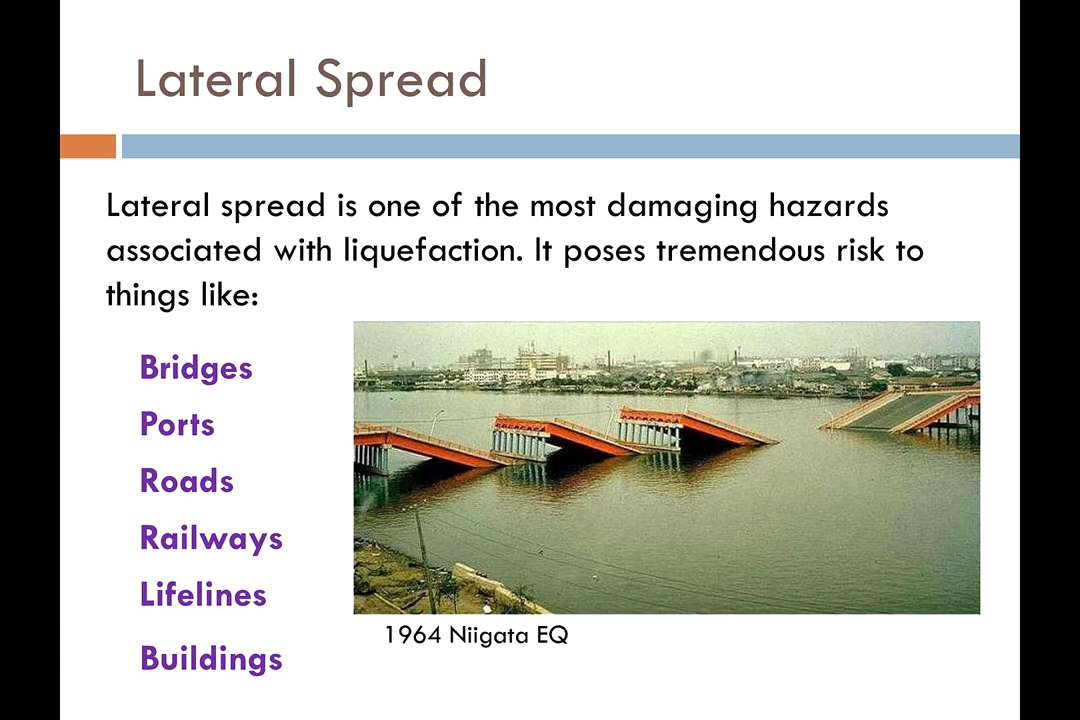 Lateral Spread
Lateral spread is one of the most damaging hazards
associated with liquefaction. It poses tremendous risk to
things like:
Bridges
Ports
Roads
Railways
Lifelines
Buildings
1964 Niigata EQ